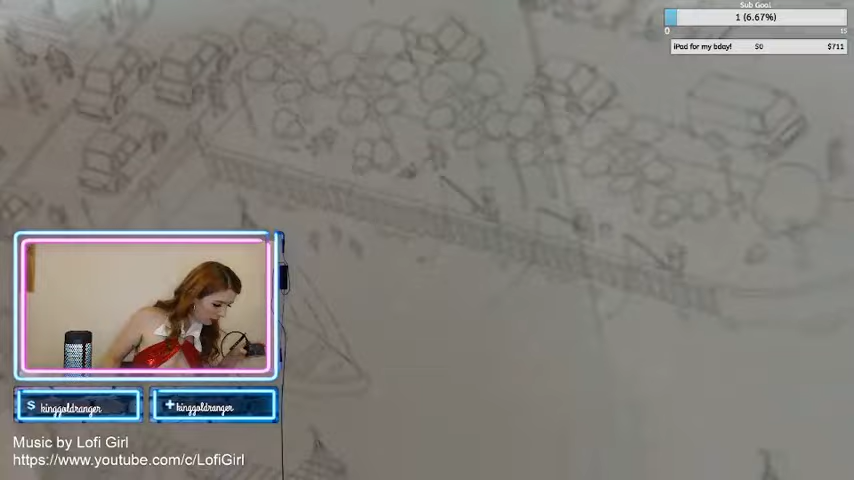 Sub Goal
1 (6.67%)
0 15
iPad for my bday! $0 $711
S kinggoldranger
+kinggoldranger
Music by Lofi Girl
https://www.youtube.com/c/LofiGirl